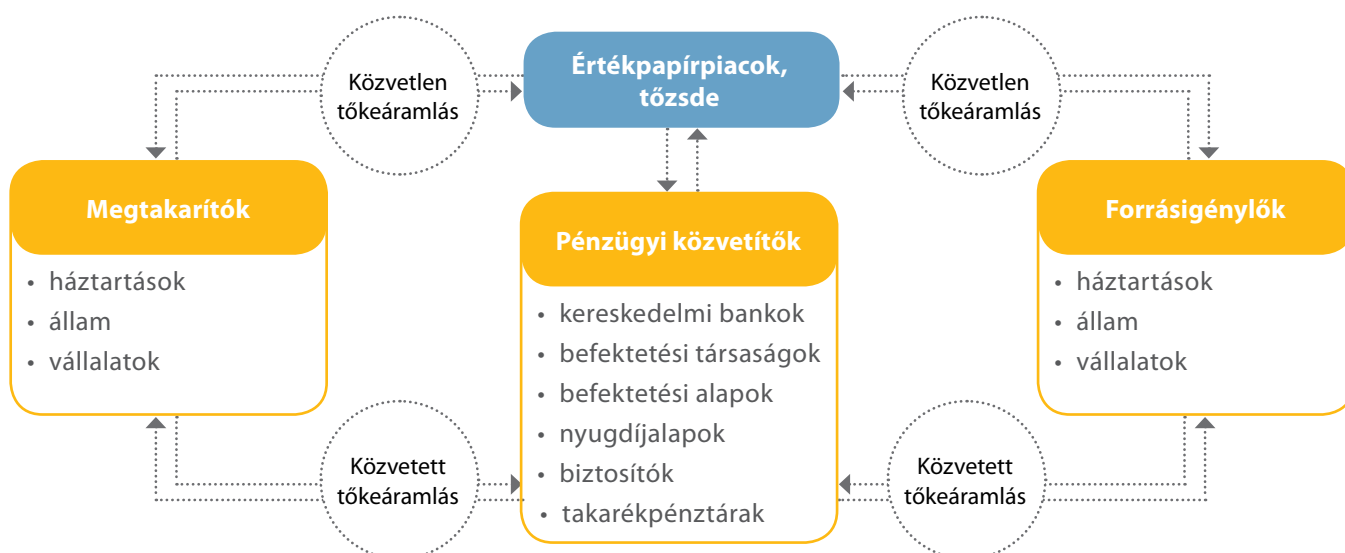 Közvetlen
tőkeáramlás
Értékpapírpiacok,
tőzsde
Közvetlen
tőkeáramlás
Megtakarítók
• háztartások
• állam
• vállalatok
Pénzügyi közvetítők
• kereskedelmi bankok
• befektetési társaságok
• befektetési alapok
• nyugdíjalapok
• biztosítók
• takarékpénztárak
Forrásigénylők
• háztartások
• állam
• vállalatok
Közvetett
tőkeáramlás
Közvetett
tőkeáramlás